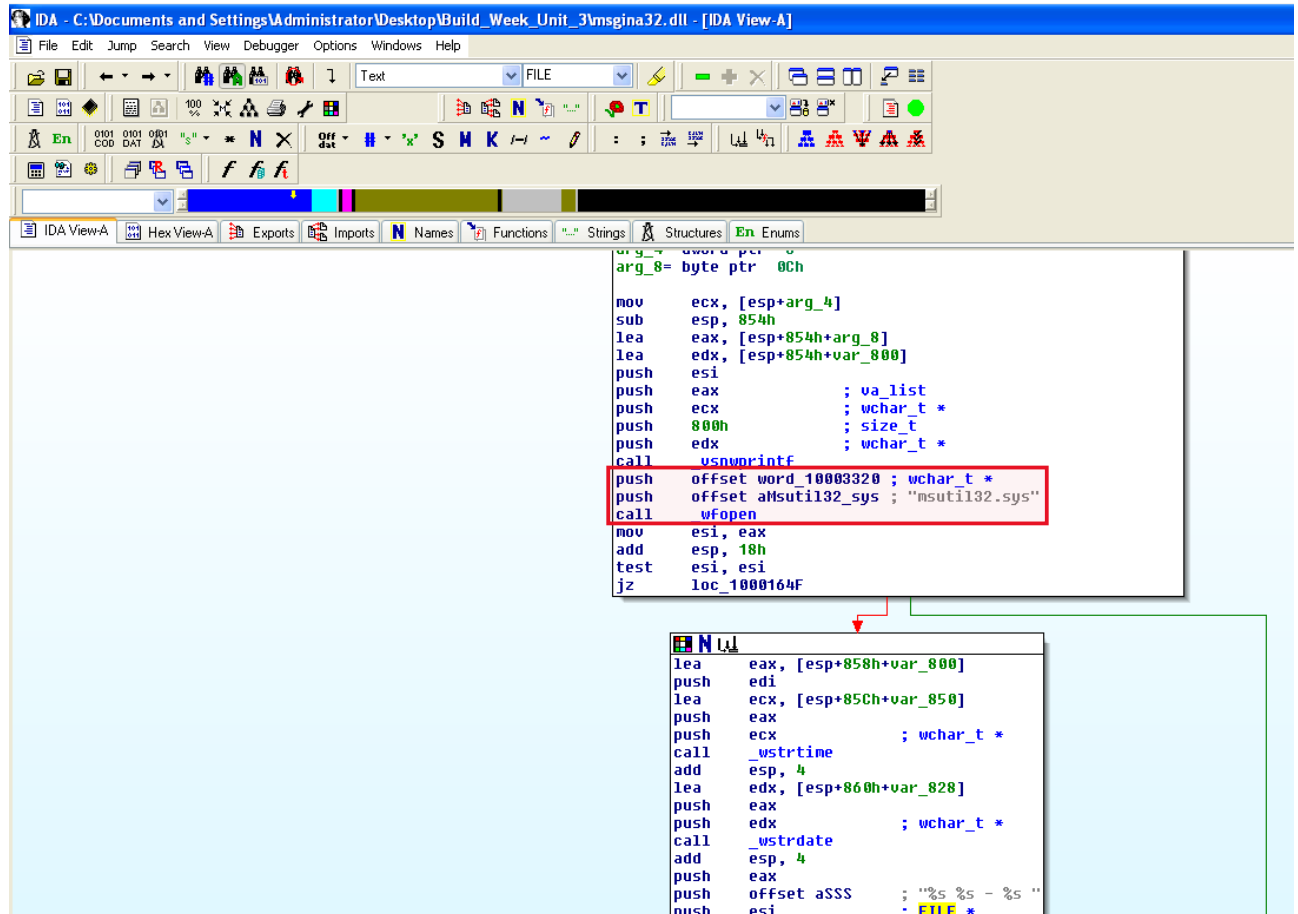 IDA - C:\Documents and Settings\Administrator\Desktop\Build_Week_Unit_3\msgina32.dll - [IDA View-A]
File Edit Jump Search View Debugger Options Windows Help
Text FILE
En Off dat S M K
IDA View-A Hex View-A Exports Imports N Names Functions Strings Structures En Enums
arg_8= byte ptr 0Ch
mov ecx, [esp+arg_4]
sub esp, 854h
lea eax, [esp+854h+arg_8]
lea edx, [esp+854h+var_800]
push esi
push eax ; va_list
push ecx ; wchar_t *
push 800h ; size_t
push edx ; wchar_t *
call _vsnwprintf
push offset word_10003320 ; wchar_t *
push offset aMsutil32_sys ; "msutil32.sys"
call _wfopen
mov esi, eax
add esp, 18h
test esi, esi
jz loc_1000164F
lea eax, [esp+858h+var_800]
push edi
lea ecx, [esp+85Ch+var_850]
push eax
push ecx ; wchar_t *
call _wstrtime
add esp, 4
lea edx, [esp+860h+var_828]
push eax
push edx ; wchar_t *
call _wstrdate
add esp, 4
push eax
push offset aSSS ; "%s %s - %s "
push esi ; FILE *